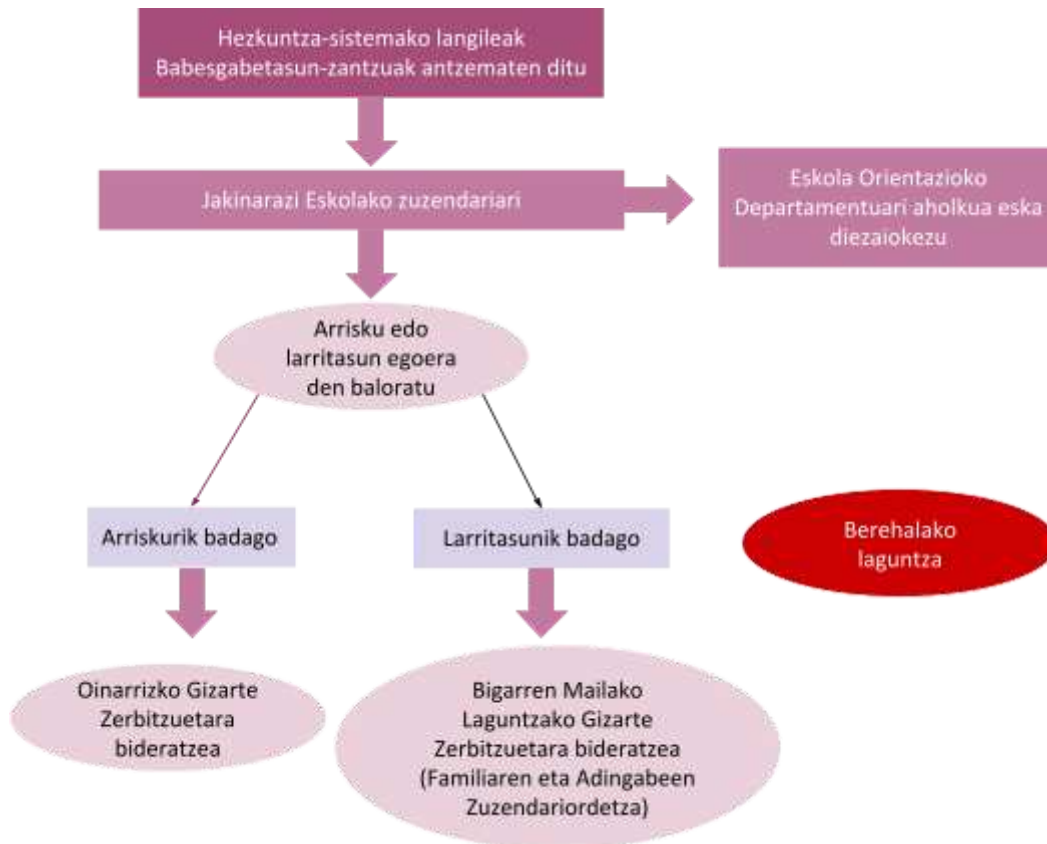 Hezkuntza-sistemako langileak
Babesgabetasun-zantzuak antzematen ditu
Jakinarazi Eskolako zuzendariari
Eskola Orientazioko
Departamentuari aholkua eska
diezaiokezu
Arrisku edo
larritasun egoera
den baloratu
Arriskurik badago
Larritasunik badago
Berehalako
laguntza
Oinarrizko Gizarte
Zerbitzuetara
bideratzea
Bigarren Mailako
Laguntzako Gizarte
Zerbitzuetara bideratzea
(Familiaren eta Adingabeen
Zuzendariordetza)